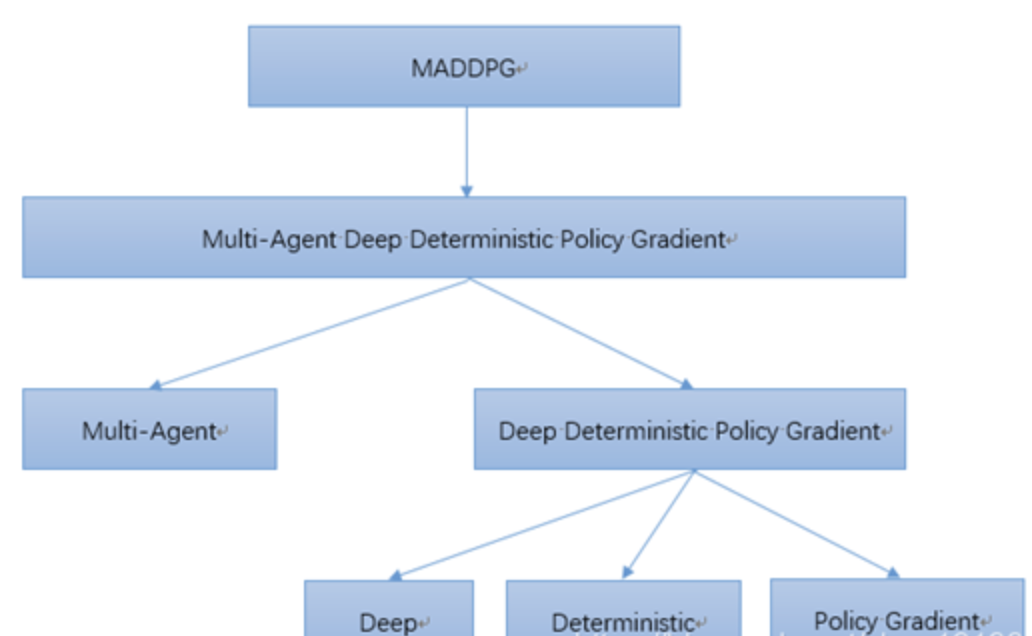 MADDPG
Multi-Agent Deep Deterministic Policy Gradient
Multi-Agent
Deep Deterministic Policy Gradient
Deep
Deterministic
Policy Gradient